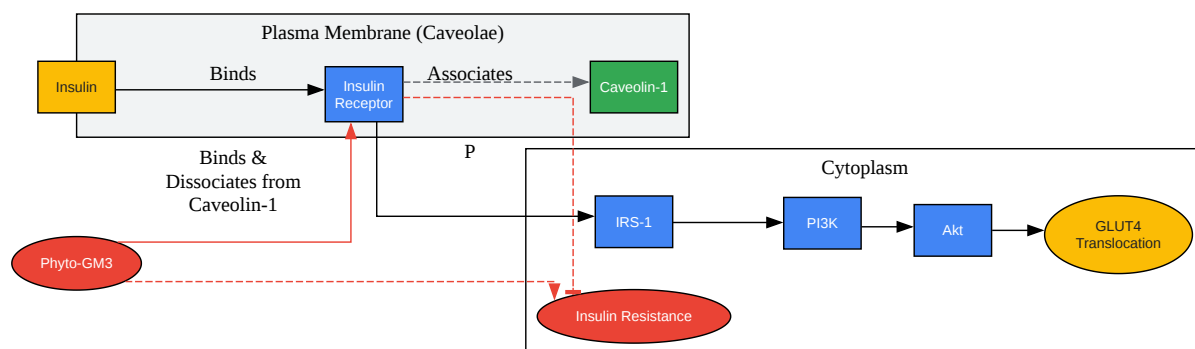 Plasma Membrane (Caveolae)
Insulin
Binds
Insulin
Receptor
Associates
Caveolin-1
Binds &
Dissociates from
Caveolin-1
P
Cytoplasm
IRS-1
PI3K
Akt
GLUT4
Translocation
Phyto-GM3
Insulin Resistance